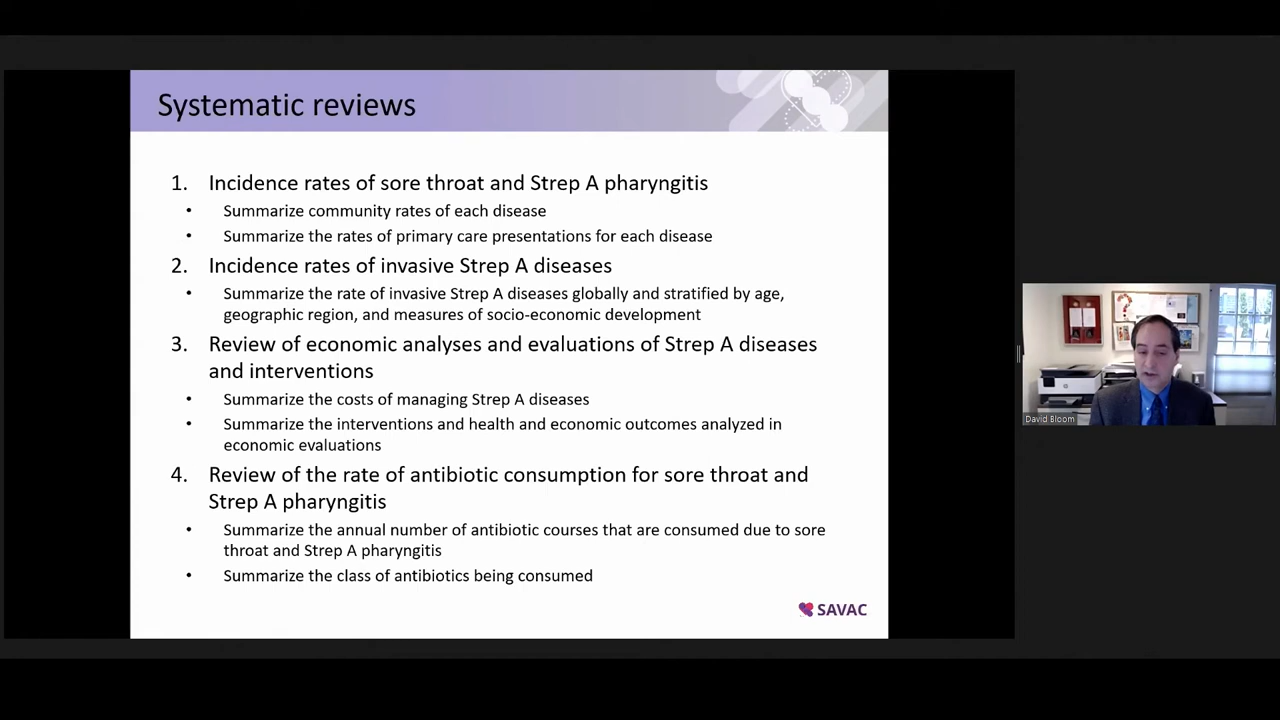 Systematic reviews
1. Incidence rates of sore throat and Strep A pharyngitis
• Summarize community rates of each disease
• Summarize the rates of primary care presentations for each disease
2. Incidence rates of invasive Strep A diseases
• Summarize the rate of invasive Strep A diseases globally and stratified by age,
geographic region, and measures of socio-economic development
3. Review of economic analyses and evaluations of Strep A diseases
and interventions
• Summarize the costs of managing Strep A diseases
• Summarize the interventions and health and economic outcomes analyzed in
economic evaluations
4. Review of the rate of antibiotic consumption for sore throat and
Strep A pharyngitis
• Summarize the annual number of antibiotic courses that are consumed due to sore
throat and Strep A pharyngitis
• Summarize the class of antibiotics being consumed
SAVAC
David Bloom